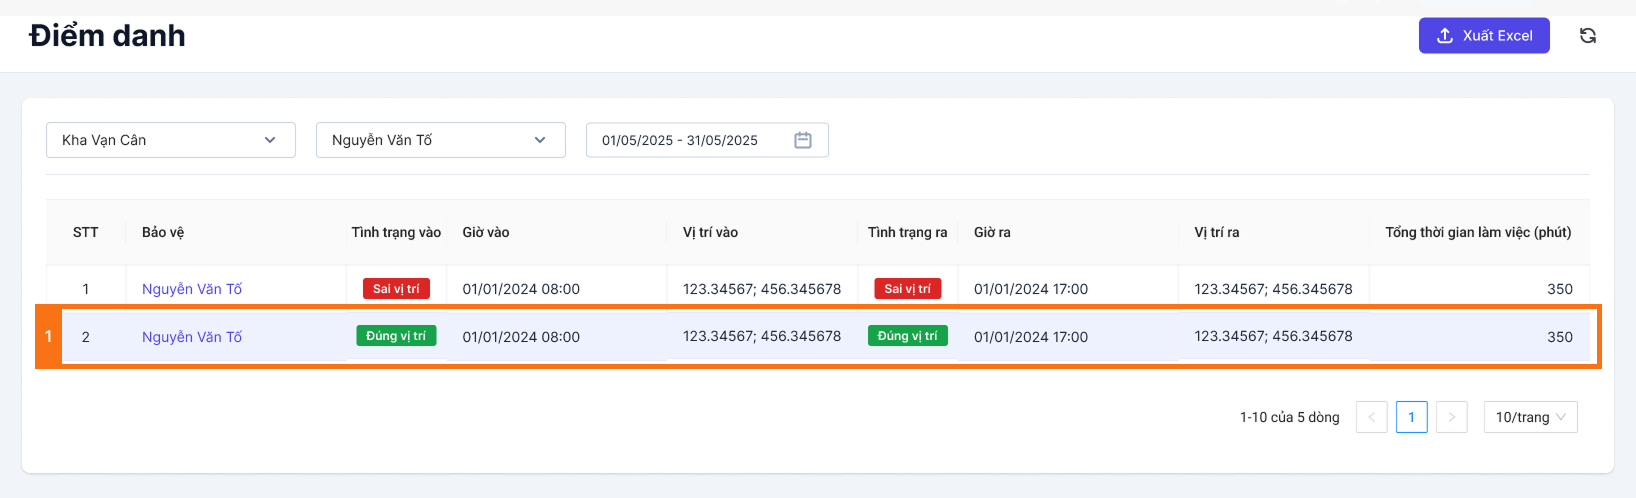 Điểm danh
Xuất Excel
Kha Vạn Cân Nguyễn Văn Tố 01/05/2025 - 31/05/2025
STT Bảo vệ Tình trạng vào Giờ vào Vị trí vào Tình trạng ra Giờ ra Vị trí ra Tổng thời gian làm việc (phút)
1 Nguyễn Văn Tố Sai vị trí 01/01/2024 08:00 123.34567; 456.345678 Sai vị trí 01/01/2024 17:00 123.34567; 456.345678 350
1 2 Nguyễn Văn Tố Đúng vị trí 01/01/2024 08:00 123.34567; 456.345678 Đúng vị trí 01/01/2024 17:00 123.34567; 456.345678 350
1-10 của 5 dòng < 1 > 10/trang